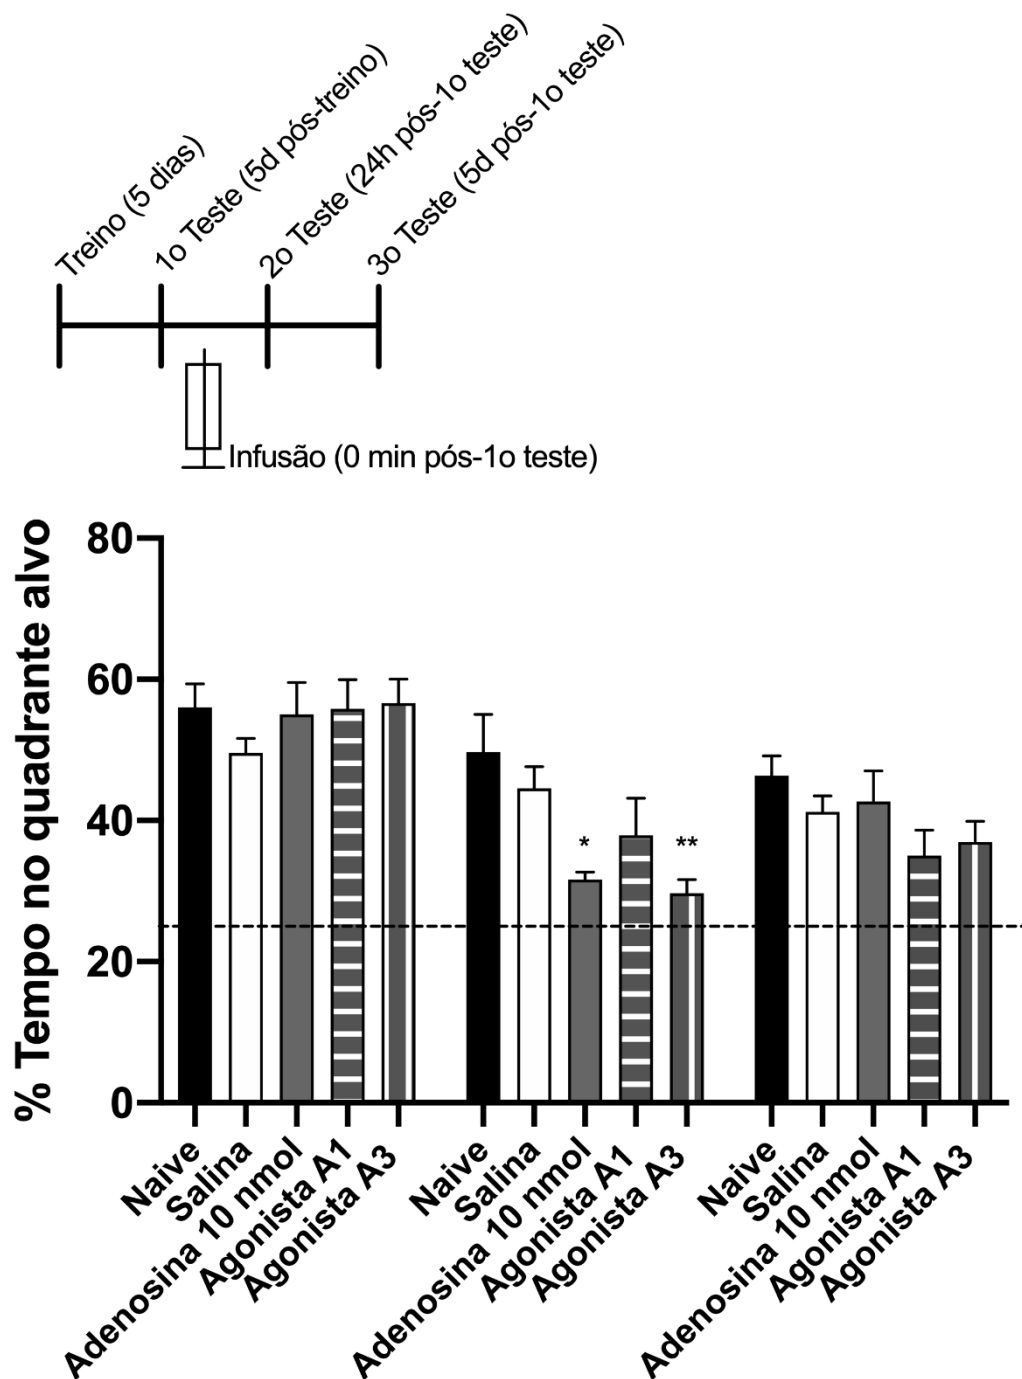 Treino (5 dias)
1o Teste (5d pós-treino)
2o Teste (24h pós-1o teste)
3o Teste (5d pós-1o teste)
Infusão (0 min pós-1o teste)
% Tempo no quadrante alvo
80
60
40
20
0
*
**
Naive
Salina
Adenosina 10 nmol
Agonista A1
Agonista A3
Naive
Salina
Adenosina 10 nmol
Agonista A1
Agonista A3
Naive
Salina
Adenosina 10 nmol
Agonista A1
Agonista A3